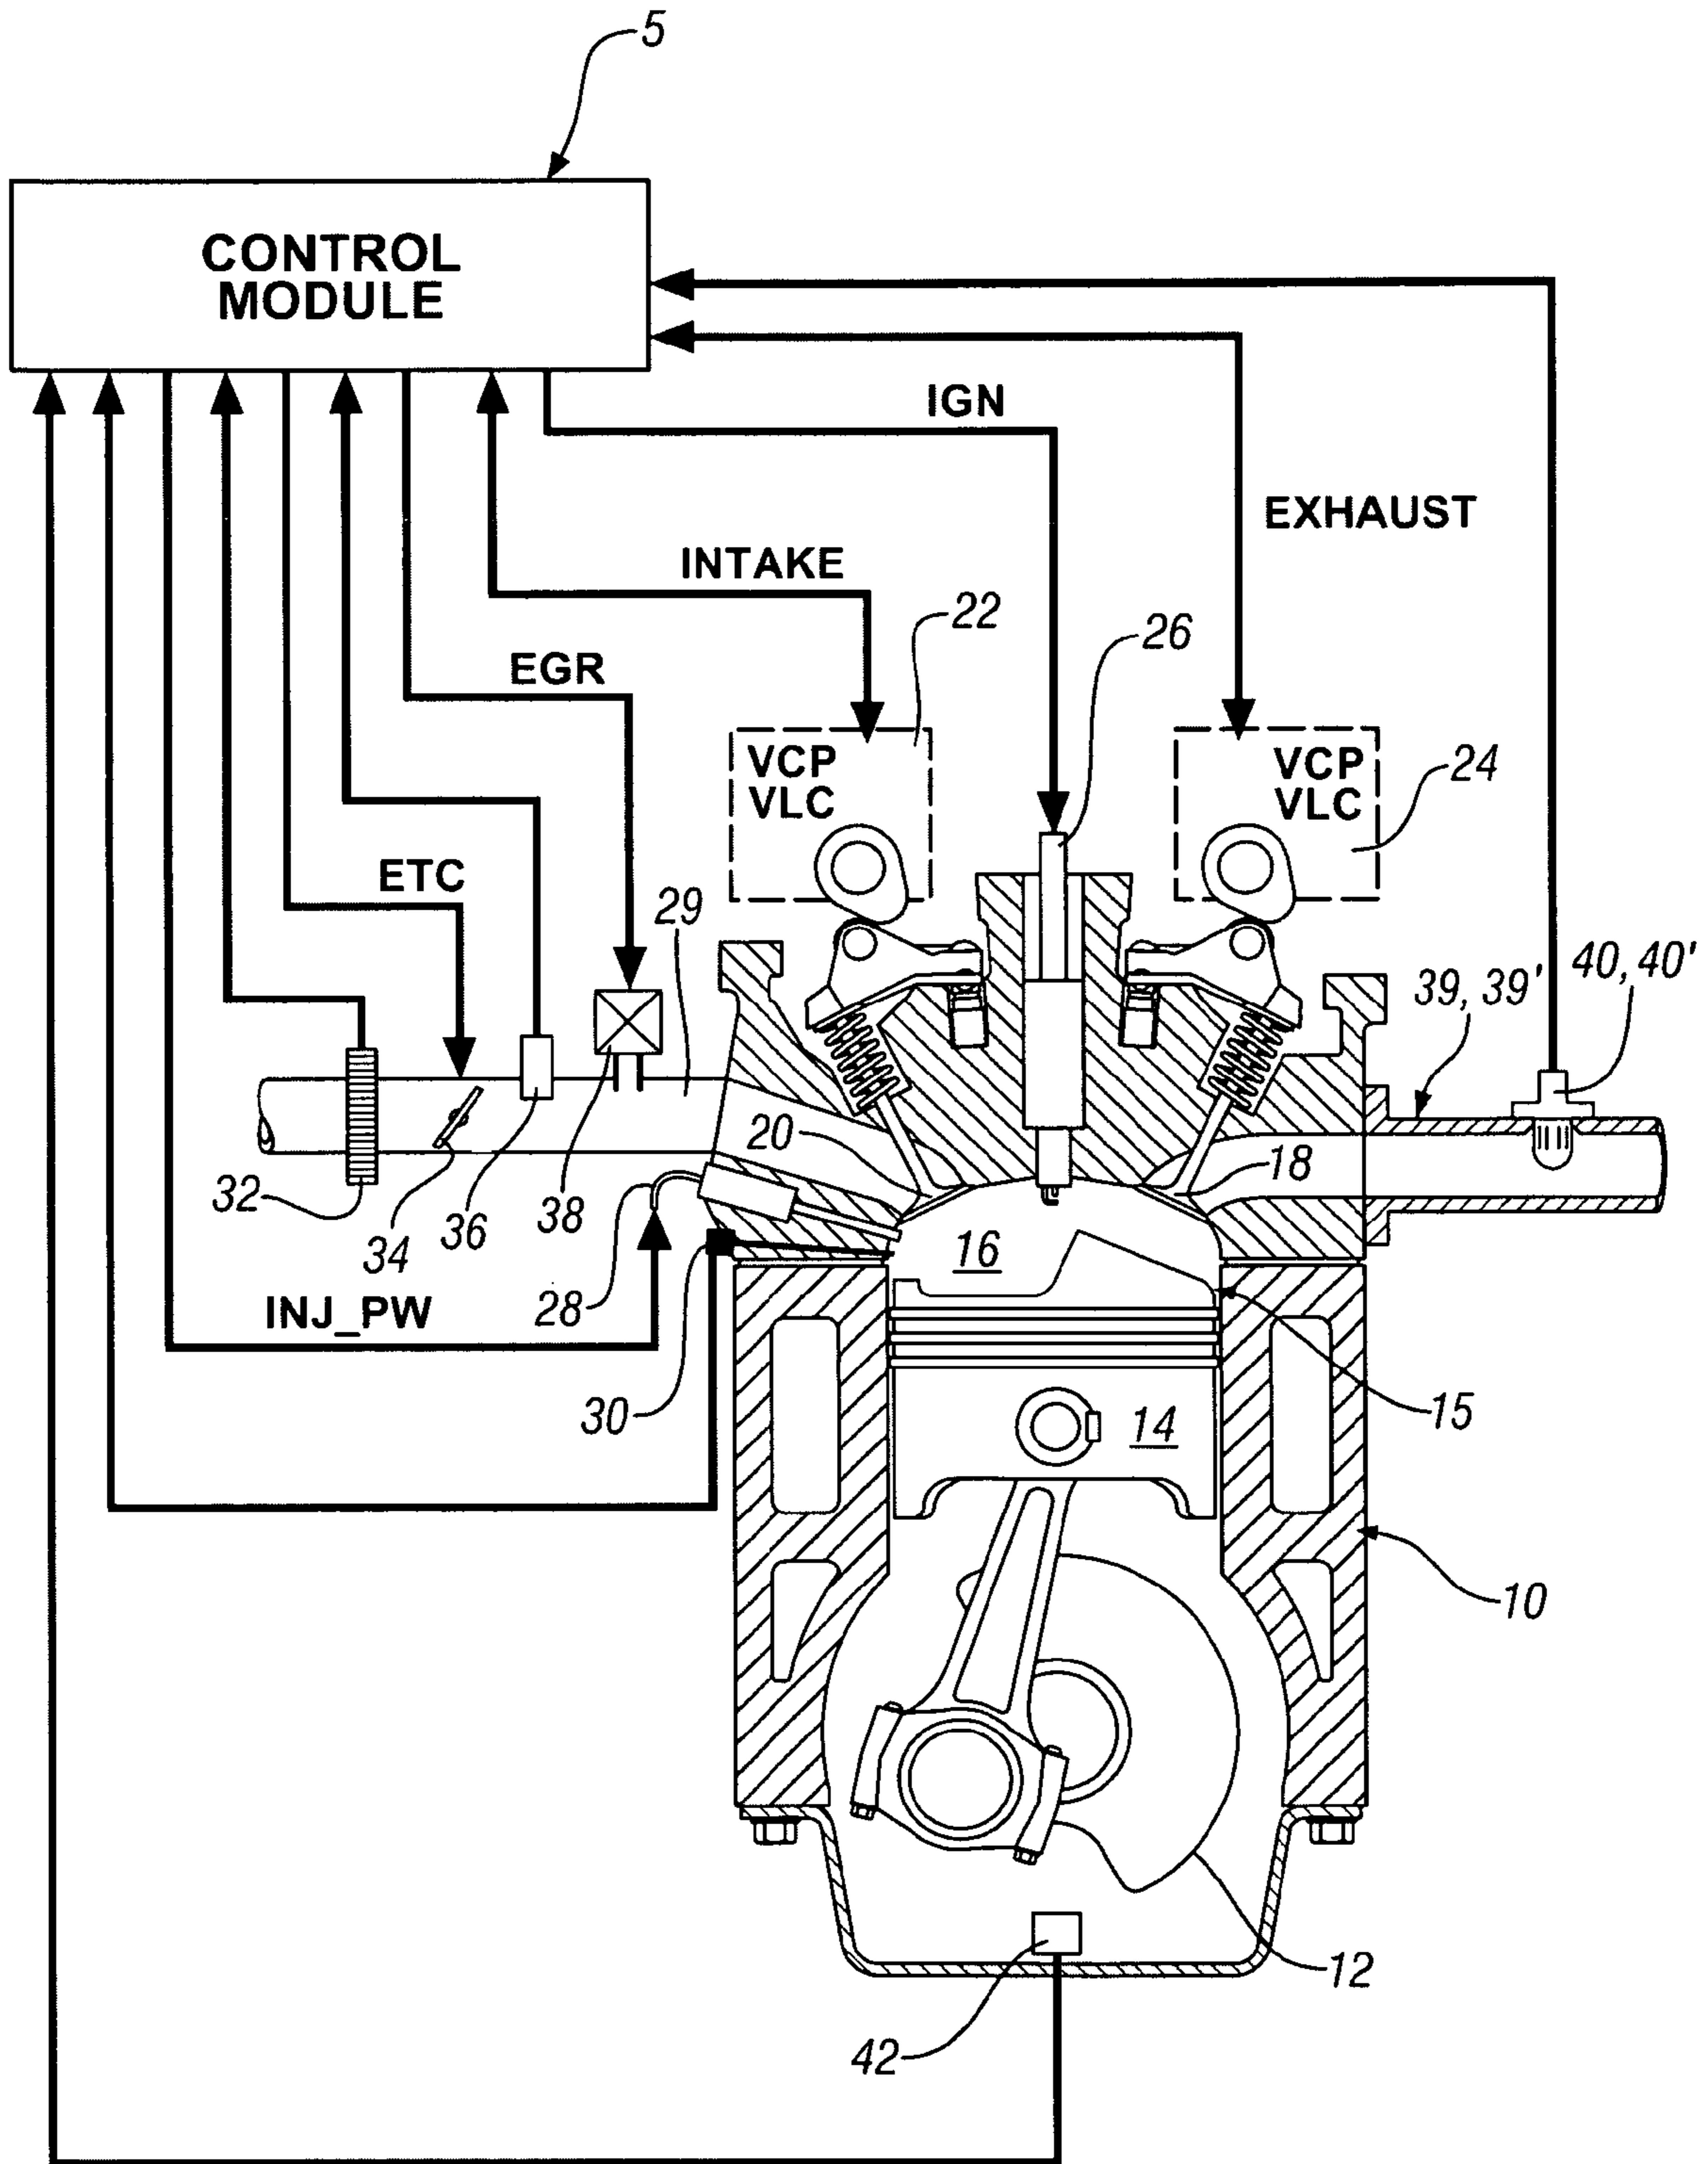 5
CONTROL
MODULE
IGN
EXHAUST
INTAKE
22
26
EGR
VCP
VLC
VCP
VLC
24
ETC
29
39, 39'
40, 40'
20
18
32
34
36
38
28
16
INJ_PW
30
14
15
10
12
42